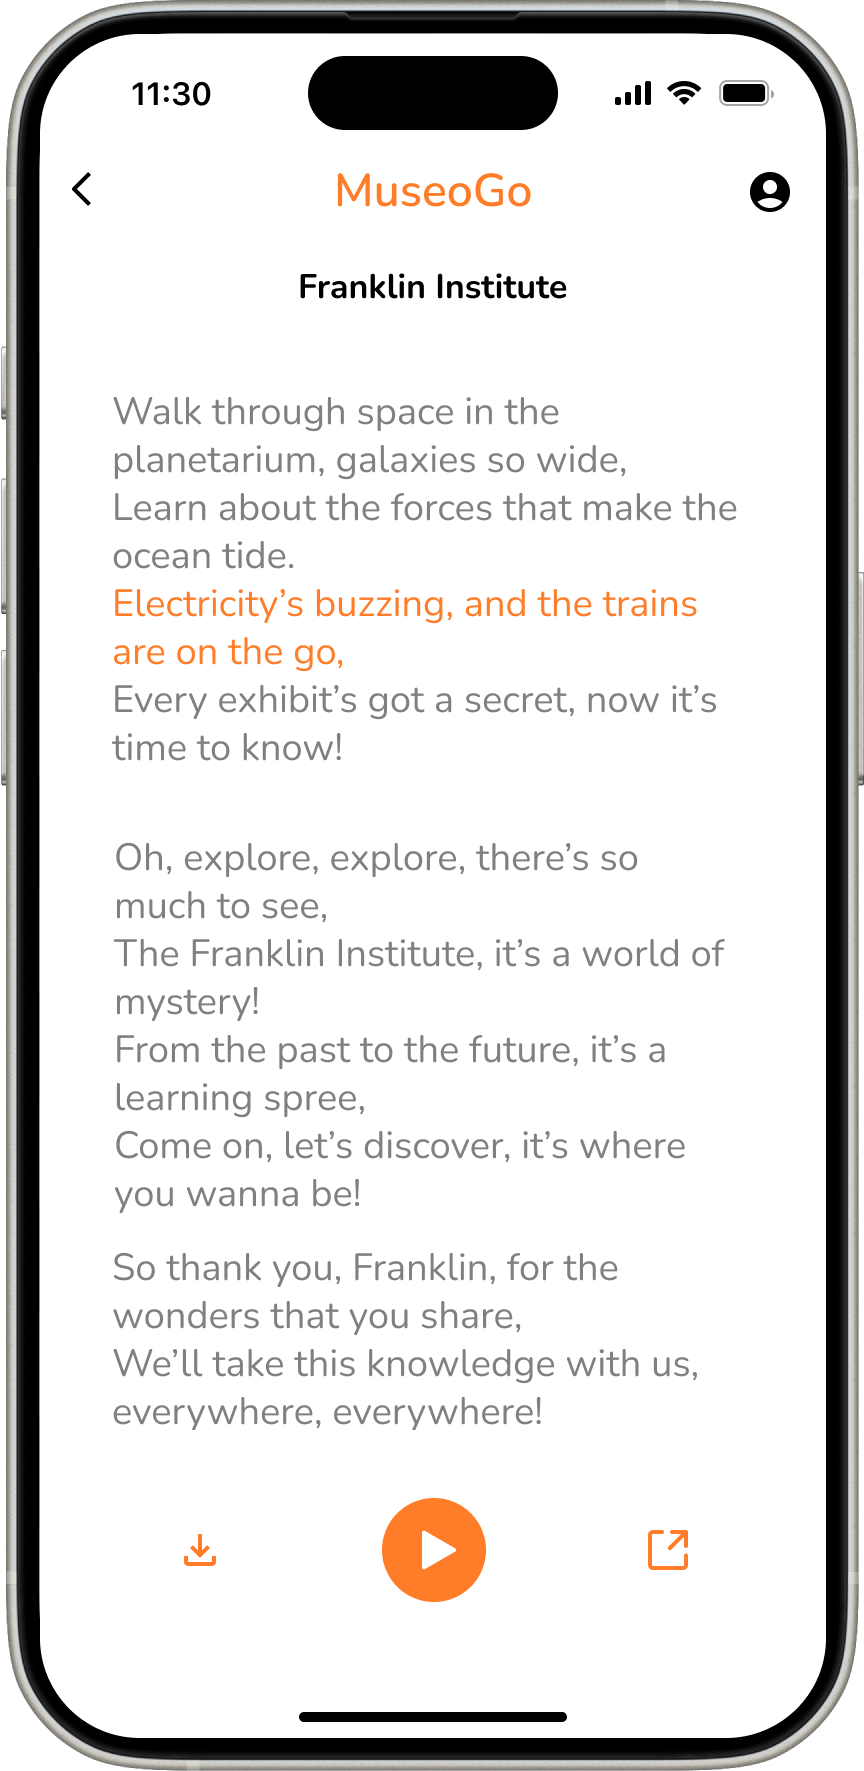 11:30
MuseoGo
Franklin Institute
Walk through space in the
planetarium, galaxies so wide,
Learn about the forces that make the
ocean tide.
Electricity’s buzzing, and the trains
are on the go,
Every exhibit’s got a secret, now it’s
time to know!
Oh, explore, explore, there’s so
much to see,
The Franklin Institute, it’s a world of
mystery!
From the past to the future, it’s a
learning spree,
Come on, let’s discover, it’s where
you wanna be!
So thank you, Franklin, for the
wonders that you share,
We’ll take this knowledge with us,
everywhere, everywhere!